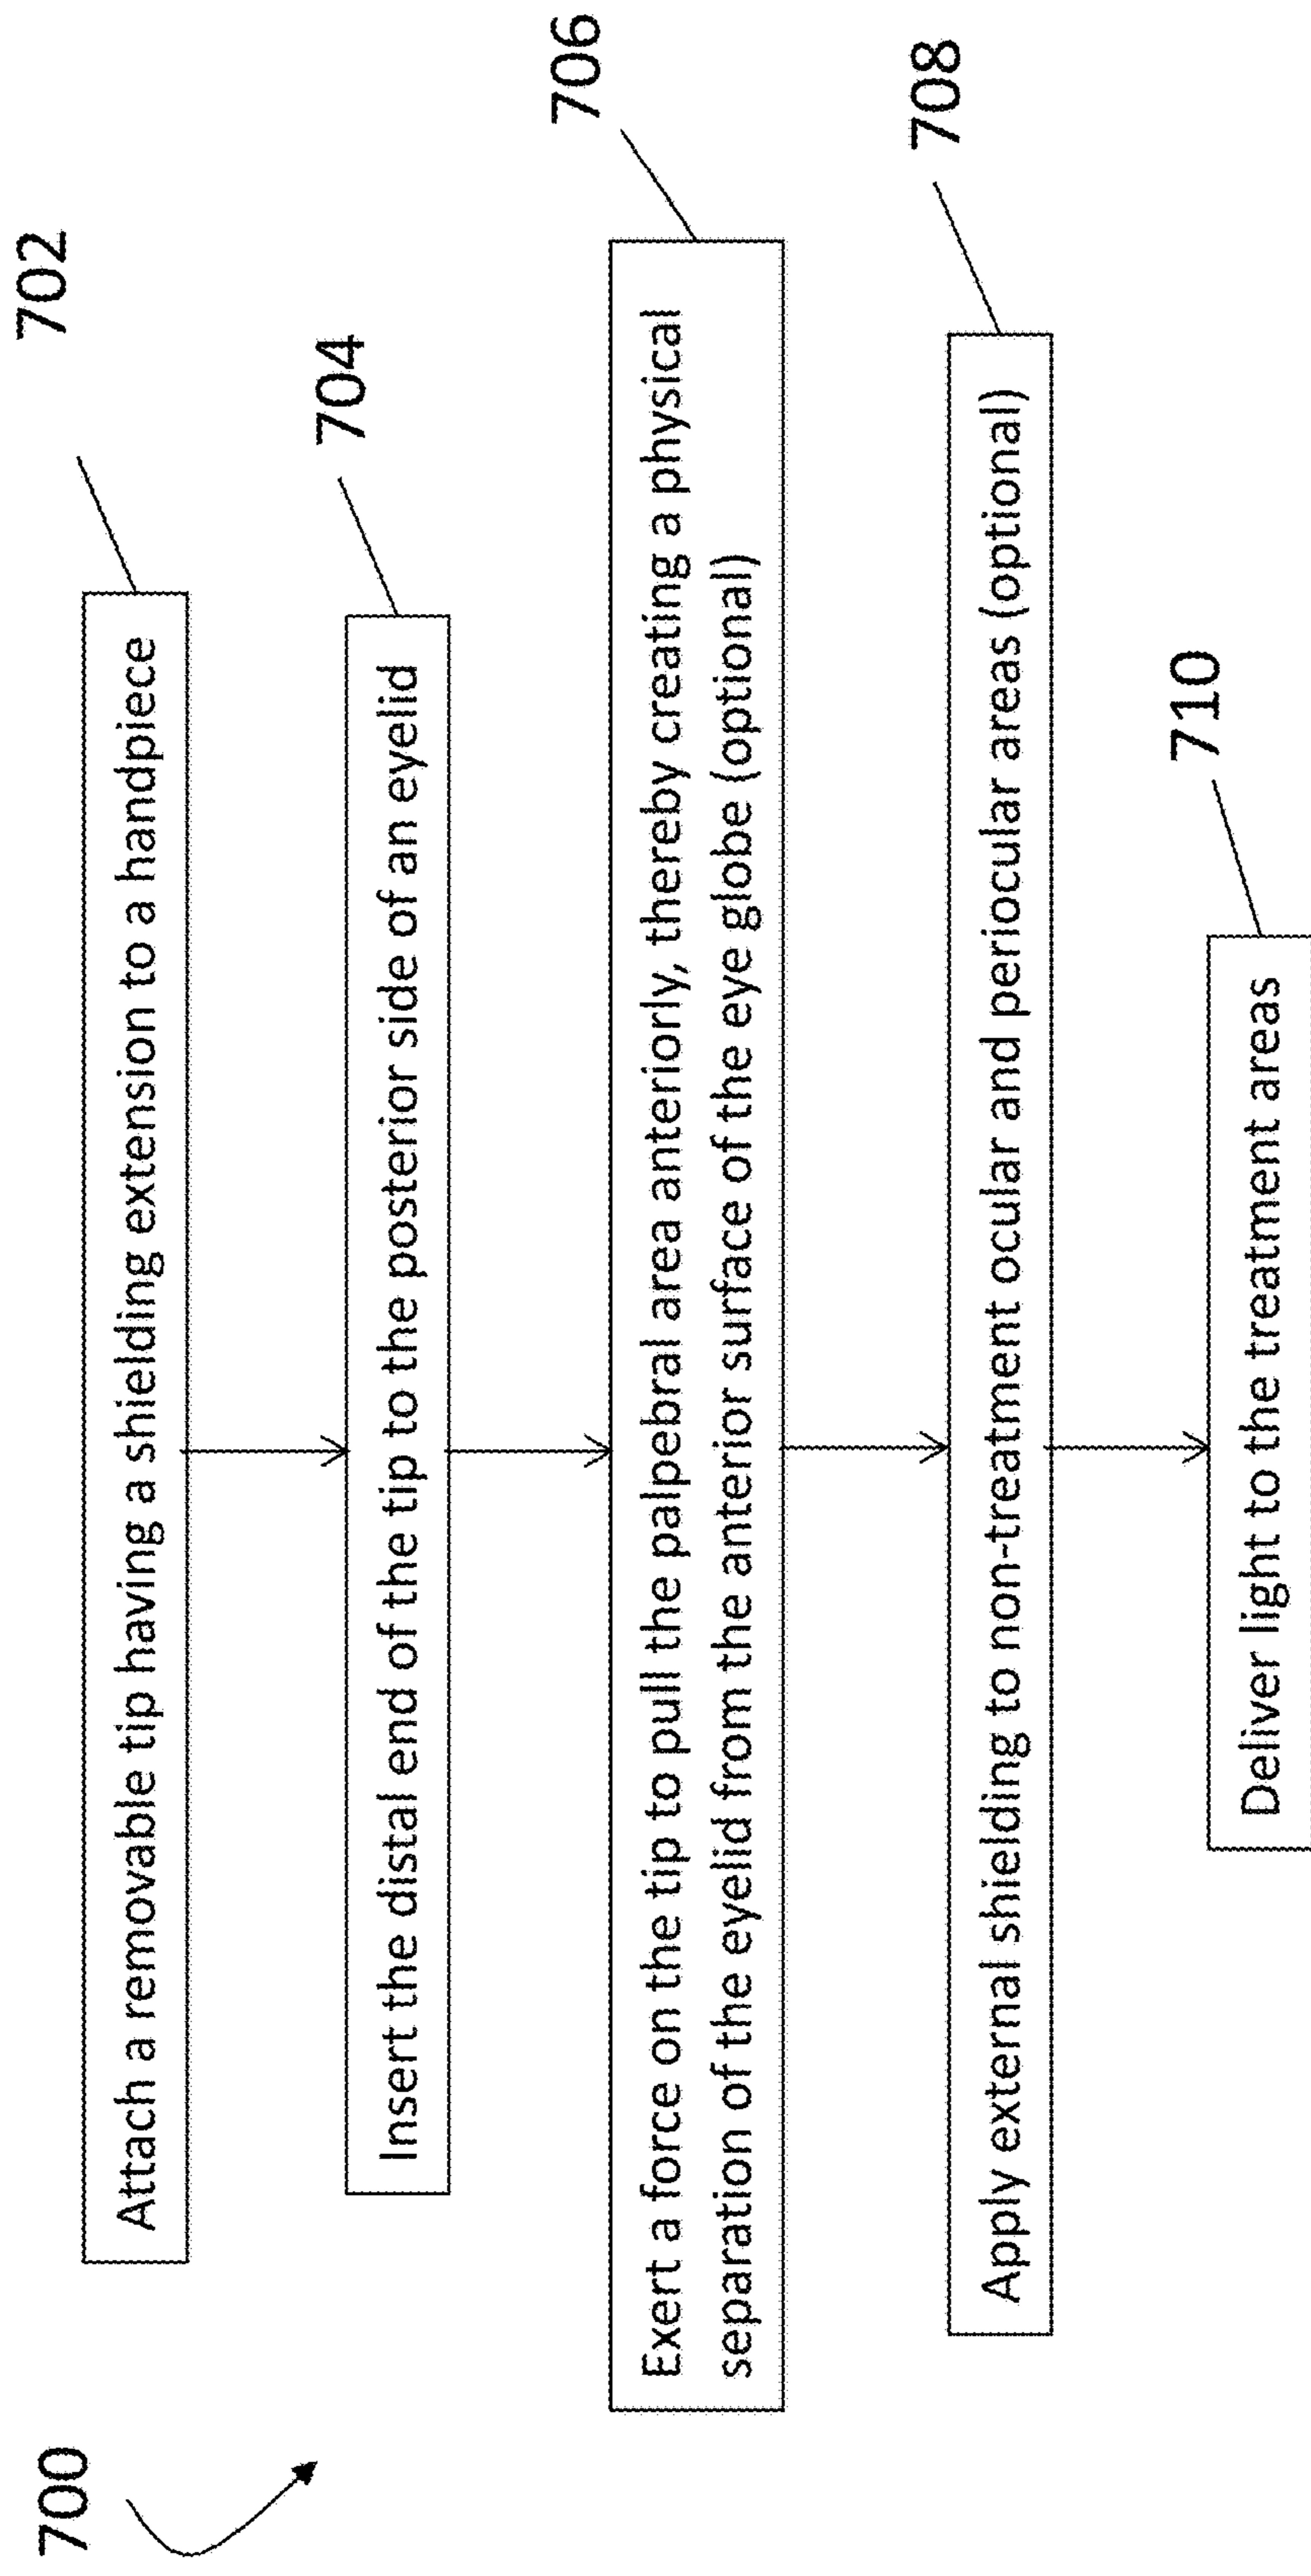 700
702
Attach a removable tip having a shielding extension to a handpiece
704
Insert the distal end of the tip to the posterior side of an eyelid
706
Exert a force on the tip to pull the palpebral area anteriorly, thereby creating a physical
separation of the eyelid from the anterior surface of the eye globe (optional)
708
Apply external shielding to non-treatment ocular and periocular areas (optional)
710
Deliver light to the treatment areas